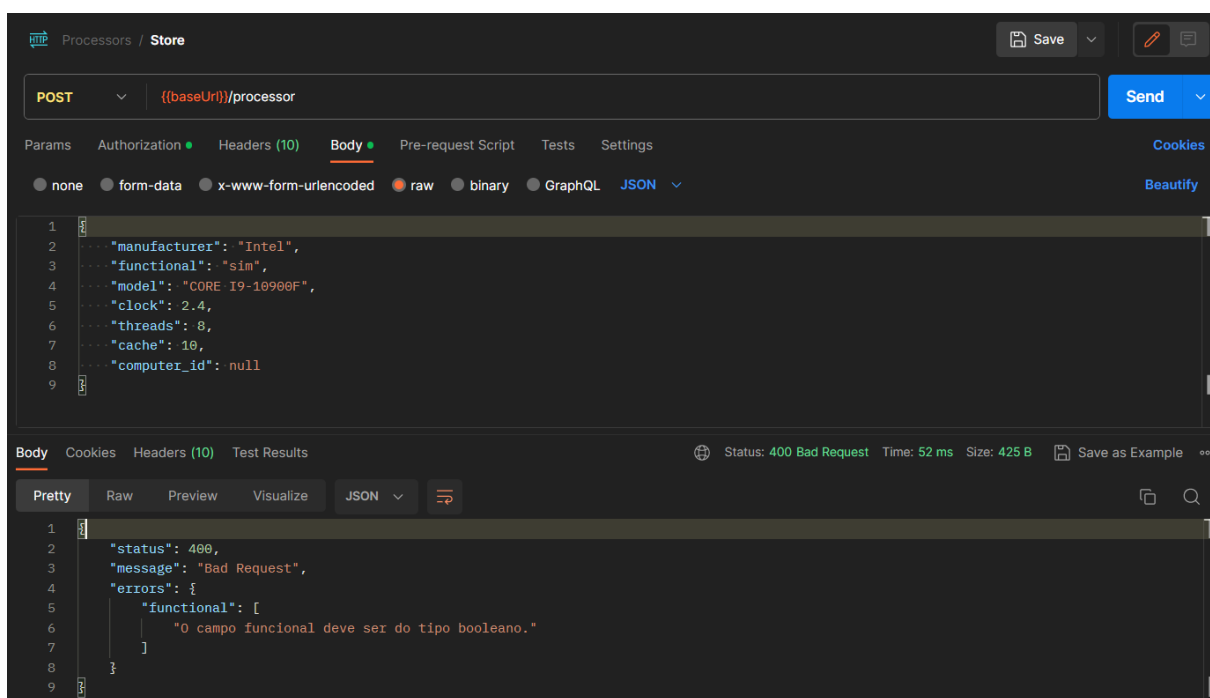 HTTP Processors / Store Save
POST {{baseUrl}}/processor Send
Params Authorization Headers (10) Body Pre-request Script Tests Settings Cookies
none form-data x-www-form-urlencoded raw binary GraphQL JSON Beautify
1 {
2 "manufacturer": "Intel",
3 "functional": "sim",
4 "model": "CORE I9-10900F",
5 "clock": 2.4,
6 "threads": 8,
7 "cache": 10,
8 "computer_id": null
9 }
Body Cookies Headers (10) Test Results Status: 400 Bad Request Time: 52 ms Size: 425 B Save as Example
Pretty Raw Preview Visualize JSON
1 {
2 "status": 400,
3 "message": "Bad Request",
4 "errors": {
5 "functional": [
6 "O campo funcional deve ser do tipo booleano."
7 ]
8 }
9 }